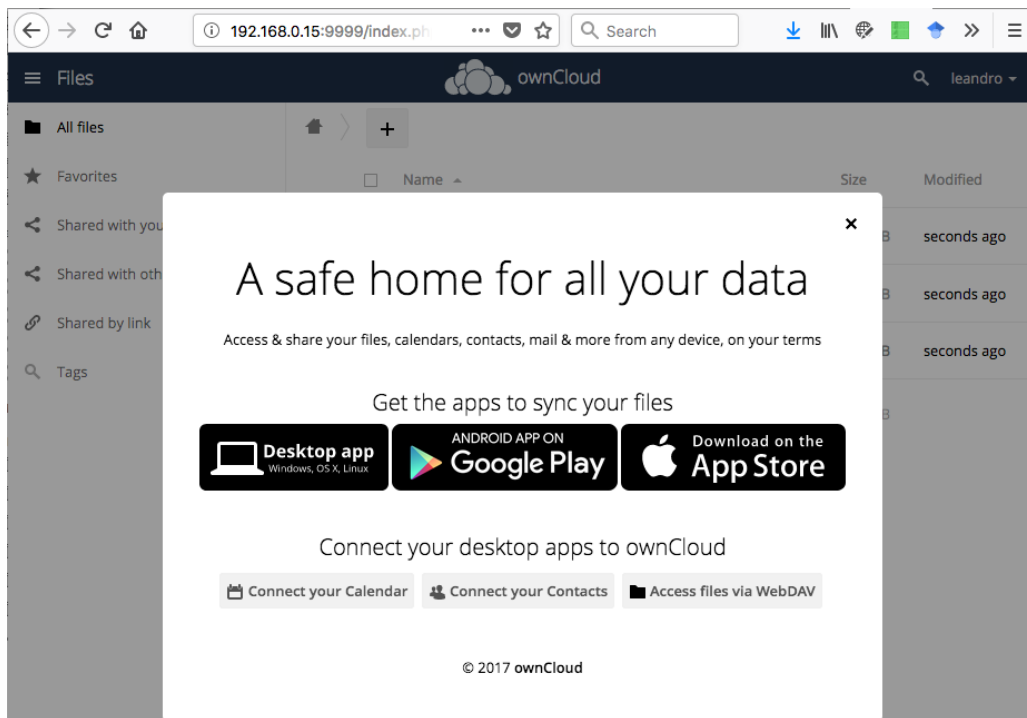 192.168.0.15:9999/index.ph
Search
Files
ownCloud
leandro
All files
Name
Size
Modified
Favorites
Shared with you
B
seconds ago
Shared with oth
B
seconds ago
Shared by link
B
seconds ago
Tags
B
A safe home for all your data
Access & share your files, calendars, contacts, mail & more from any device, on your terms
Get the apps to sync your files
Desktop app
Windows, OS X, Linux
ANDROID APP ON
Google Play
Download on the
App Store
Connect your desktop apps to ownCloud
Connect your Calendar
Connect your Contacts
Access files via WebDAV
© 2017 ownCloud